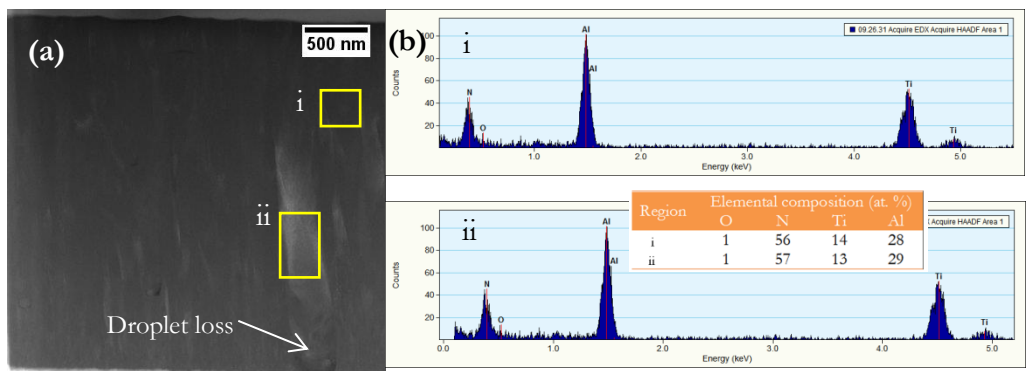 (a)
500 nm
i
ii
Droplet loss
(b)
i
09.26.31 Acquire EDX Acquire HAADF Area 1
Counts
100
80
60
40
20
N
O
Al
Al
Ti
Ti
1.0 2.0 3.0 4.0 5.0
Energy (keV)
ii
Acquire EDX Acquire HAADF Area 1
Counts
100
80
60
40
20
N
O
Al
Al
Ti
Ti
0.0 1.0 2.0 3.0 4.0 5.0
Energy (keV)
Region Elemental composition (at. %)
O N Ti Al
i 1 56 14 28
ii 1 57 13 29